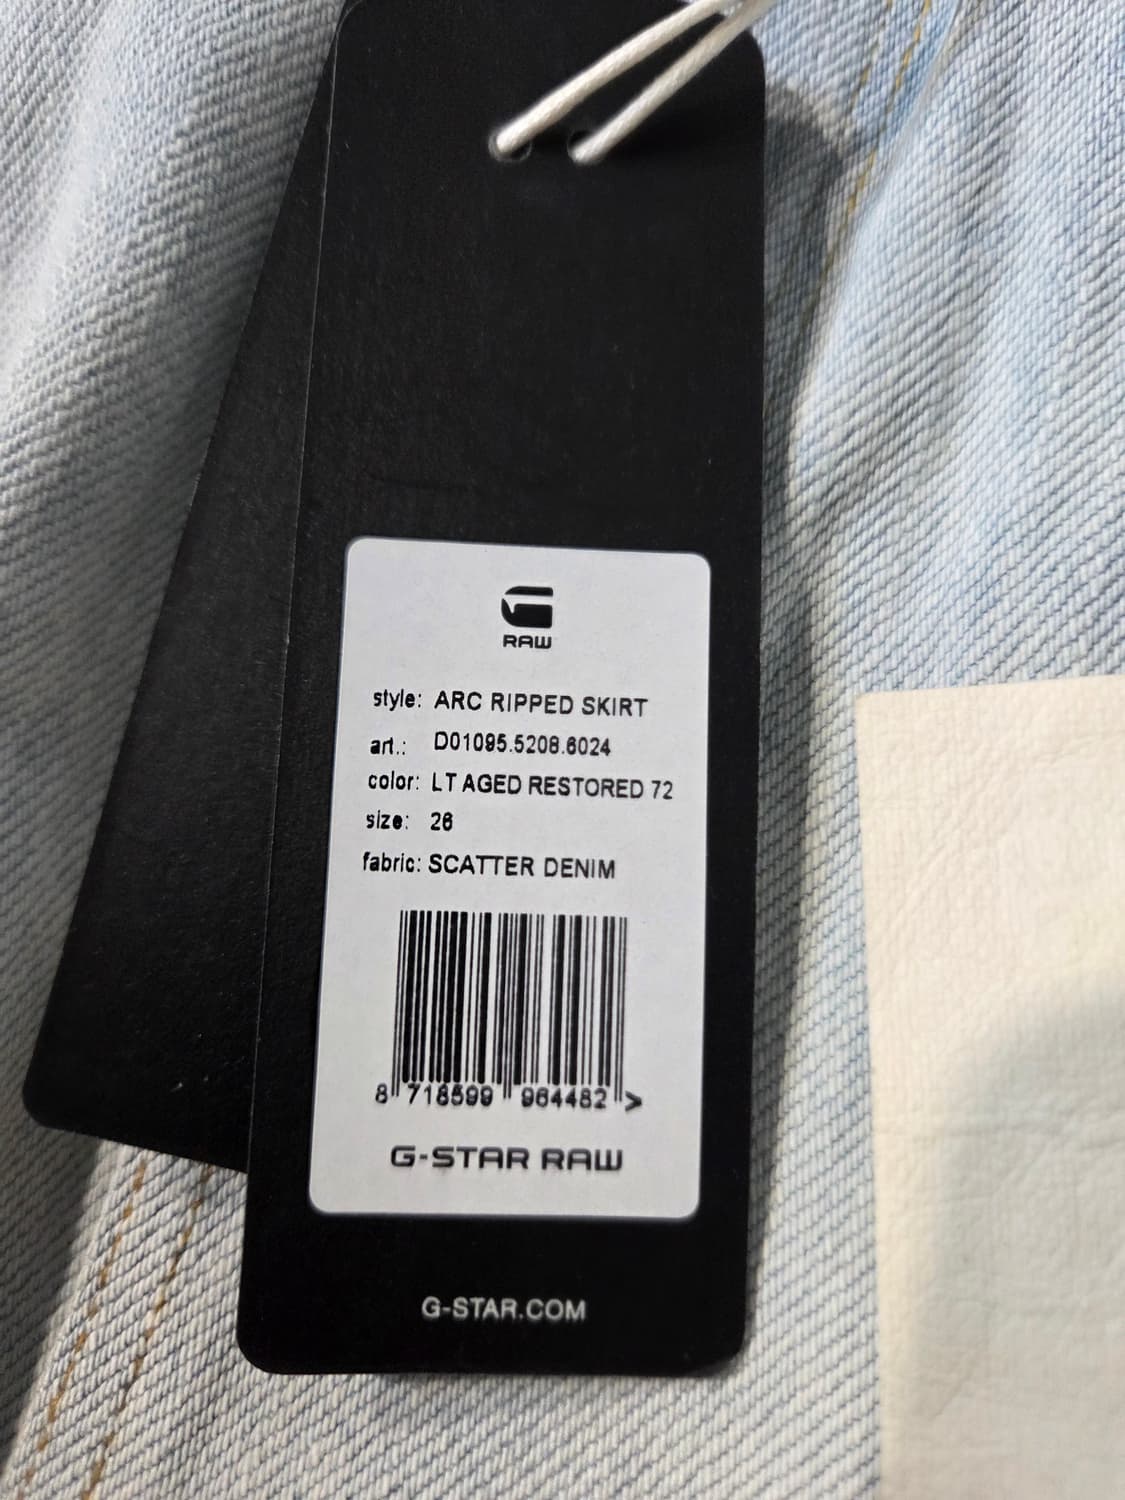 RAW
style: ARC RIPPED SKIRT
art.: D01095.5208.6024
color: LT AGED RESTORED 72
size: 26
fabric: SCATTER DENIM
8 718599 964482 >
G-STAR RAW
G-STAR.COM